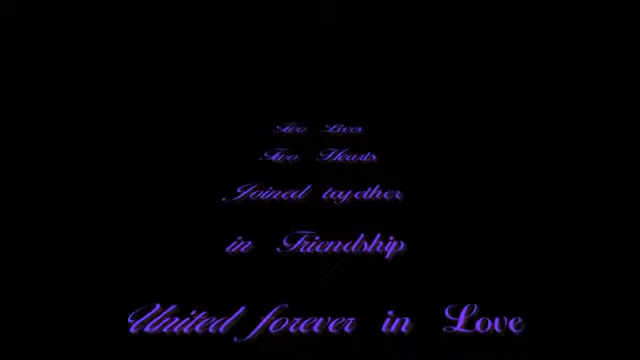 Two Lives
Two Hearts
Joined together
in Friendship
United forever in Love